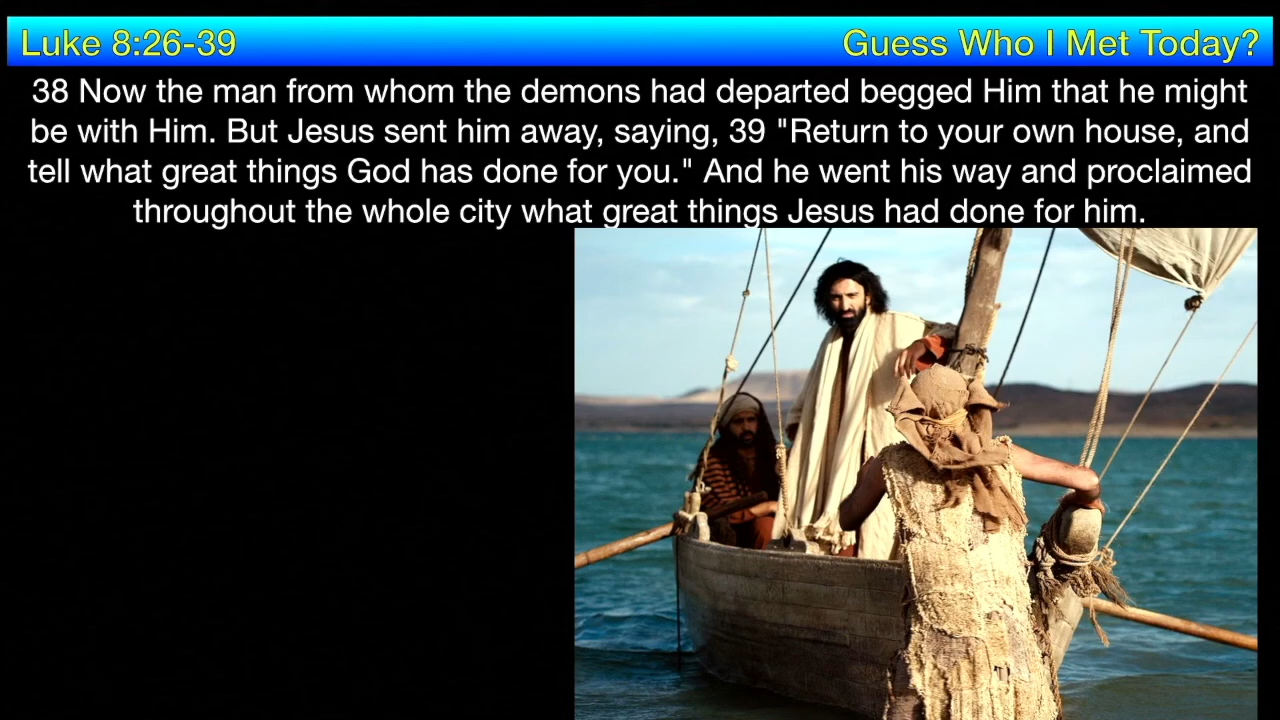 Luke 8:26-39
Guess Who I Met Today?
38 Now the man from whom the demons had departed begged Him that he might
be with Him. But Jesus sent him away, saying, 39 "Return to your own house, and
tell what great things God has done for you." And he went his way and proclaimed
throughout the whole city what great things Jesus had done for him.